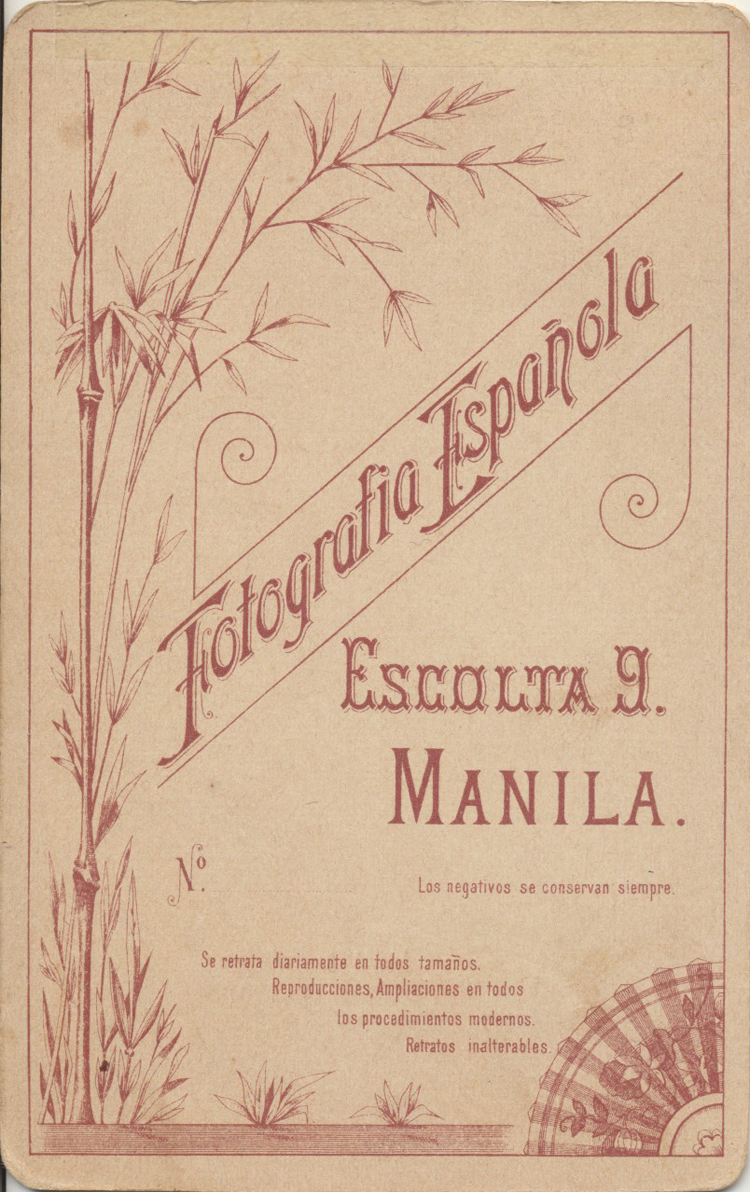 Fotografia Española
Escolta 9.
Manila.
Nº.
Los negativos se conservan siempre.
Se retrata diariamente en todos tamaños.
Reproducciones, Ampliaciones en todos
los procedimientos modernos.
Retratos inalterables.